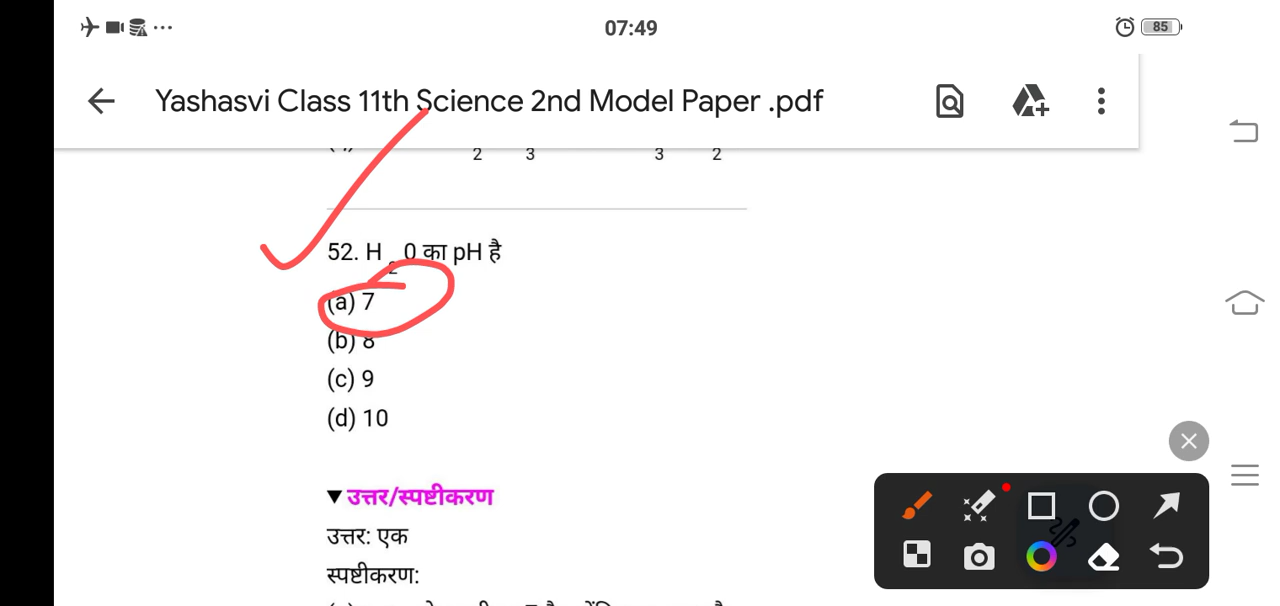 07:49
85
Yashasvi Class 11th Science 2nd Model Paper .pdf
2 3 3 2
52. H 2 0 का pH है
(a) 7
(b) 8
(c) 9
(d) 10
▼ उत्तर/स्पष्टीकरण
उत्तर: एक
स्पष्टीकरण: